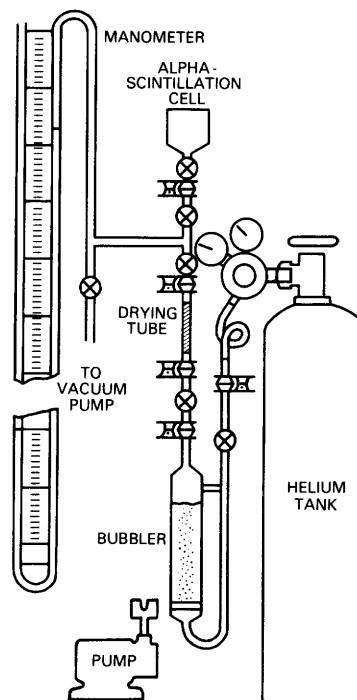 MANOMETER
ALPHA-
SCINTILLATION
CELL
DRYING
TUBE
TO
VACUUM
PUMP
HELIUM
TANK
BUBBLER
PUMP